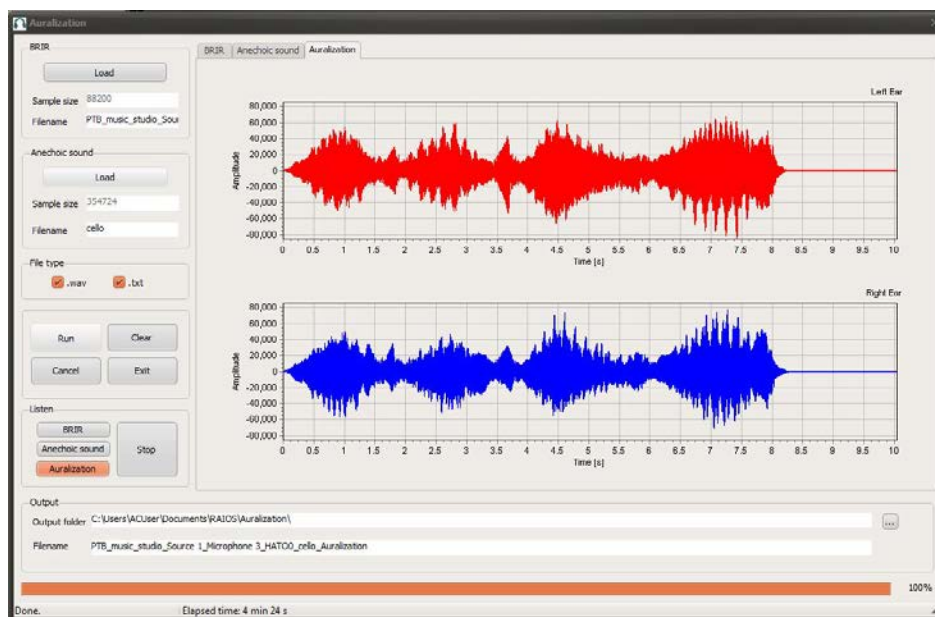 Auralization
BRIR
Load
Sample size 88200
Filename PTB_music_studio_Sou
Anechoic sound
Load
Sample size 354724
Filename cello
File type
.wav .txt
Run Clear
Cancel Exit
Listen
BRIR
Anechoic sound
Auralization
Stop
BRIR Anechoic sound Auralization
Left Ear
Amplitude
80,000
60,000
40,000
20,000
0
-20,000
-40,000
-60,000
-80,000
0 0.5 1 1.5 2 2.5 3 3.5 4 4.5 5 5.5 6 6.5 7 7.5 8 8.5 9 9.5 10
Time [s]
Right Ear
Amplitude
80,000
60,000
40,000
20,000
0
-20,000
-40,000
-60,000
-80,000
0 0.5 1 1.5 2 2.5 3 3.5 4 4.5 5 5.5 6 6.5 7 7.5 8 8.5 9 9.5 10
Time [s]
Output
Output folder C:\Users\ACUser\Documents\RAIOS\Auralization\
...
Filename PTB_music_studio_Source 1_Microphone 3_HATO0_cello_Auralization
100%
Done. Elapsed time: 4 min 24 s